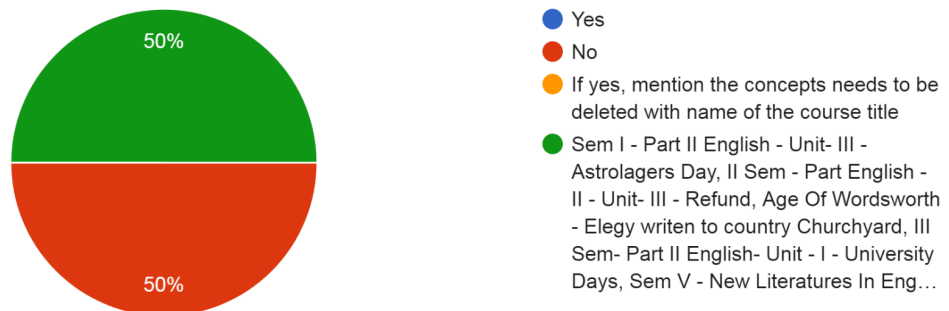 50%
50%
Yes
No
If yes, mention the concepts needs to be
deleted with name of the course title
Sem I - Part II English - Unit- III -
Astrolagers Day, II Sem - Part English -
II - Unit- III - Refund, Age Of Wordsworth
- Elegy writen to country Churchyard, III
Sem- Part II English- Unit - I - University
Days, Sem V - New Literatures In Eng…